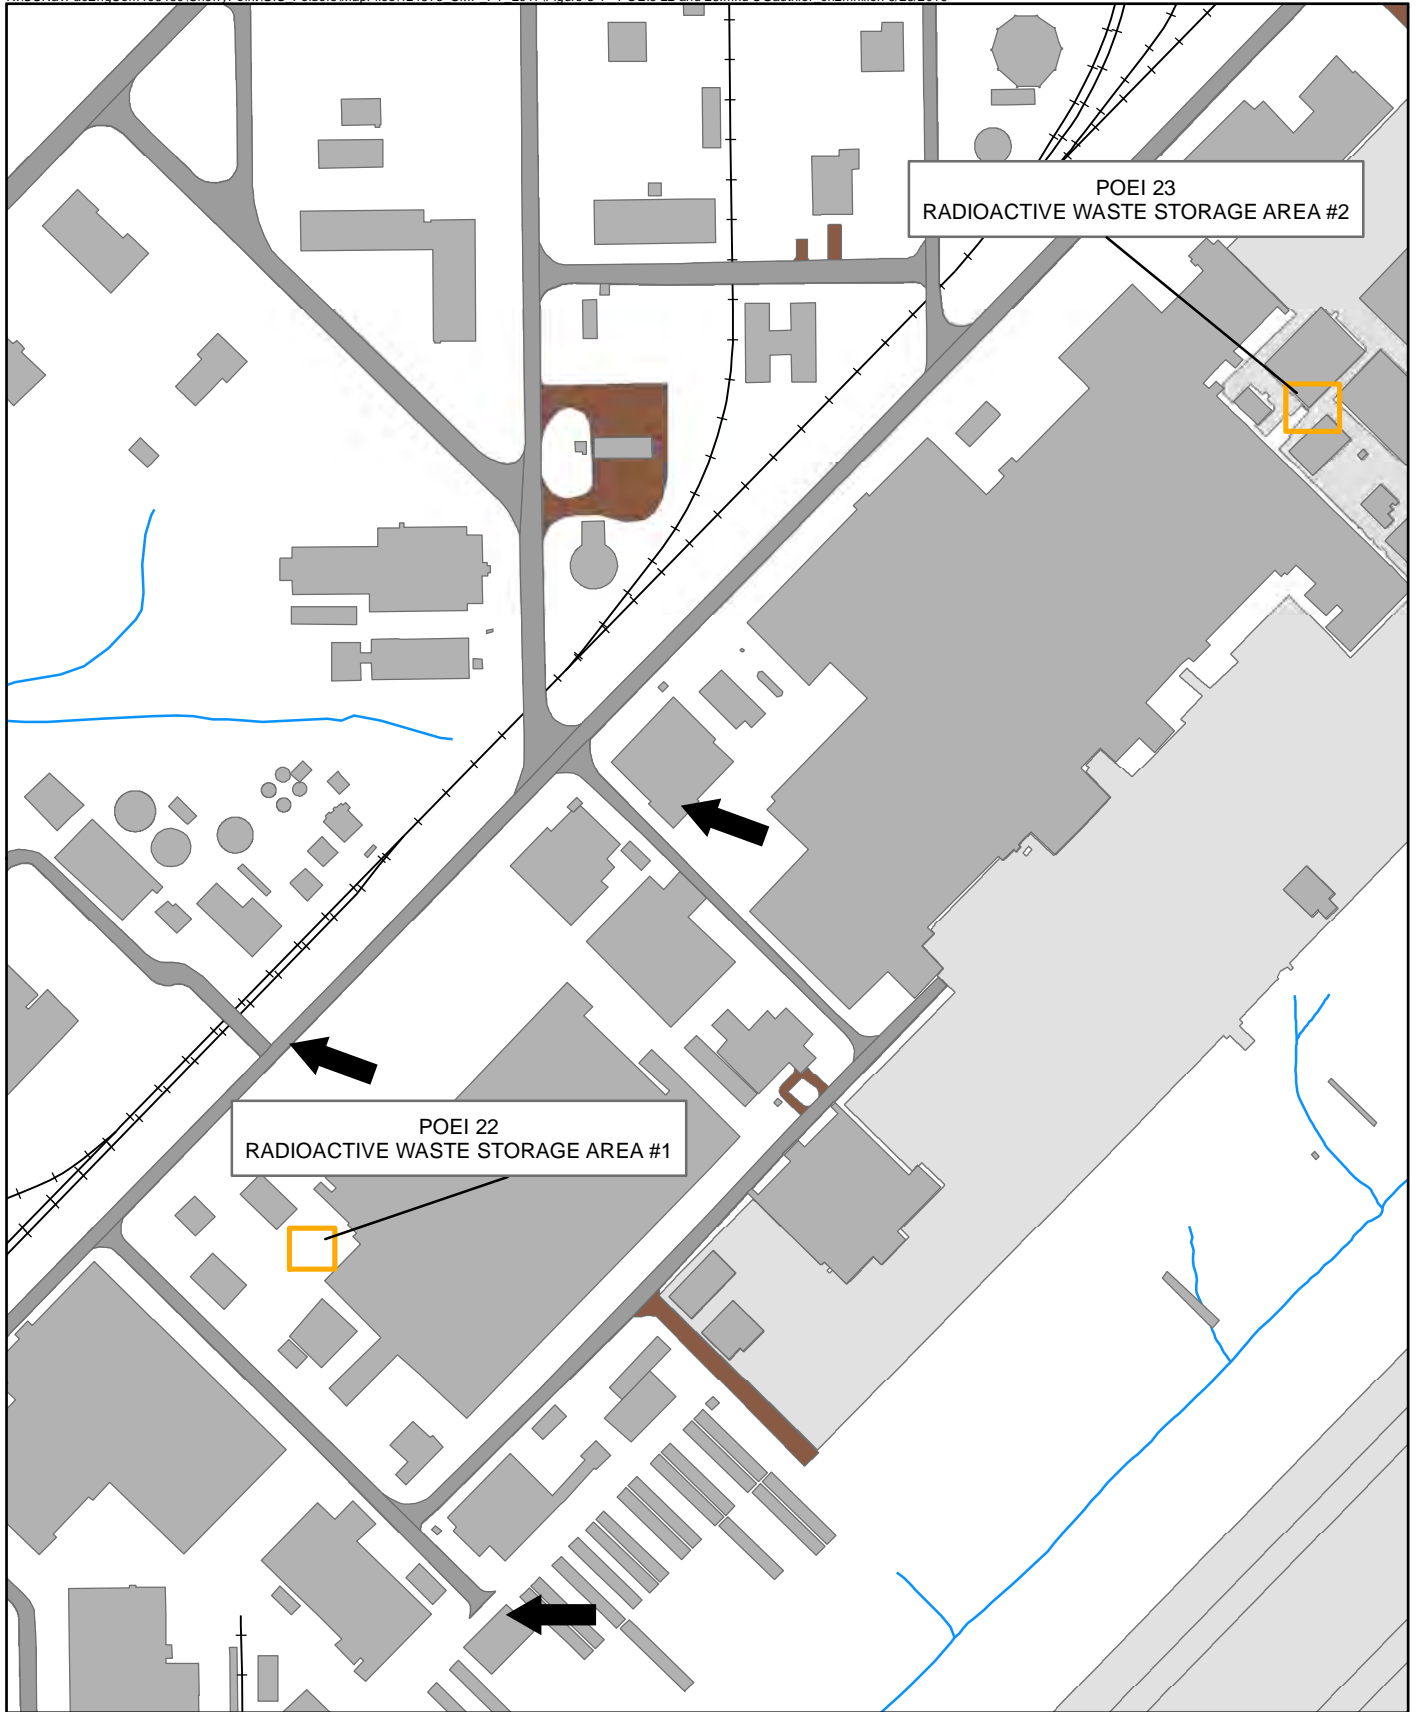 POEI 23
RADIOACTIVE WASTE STORAGE AREA #2
POEI 22
RADIOACTIVE WASTE STORAGE AREA #1